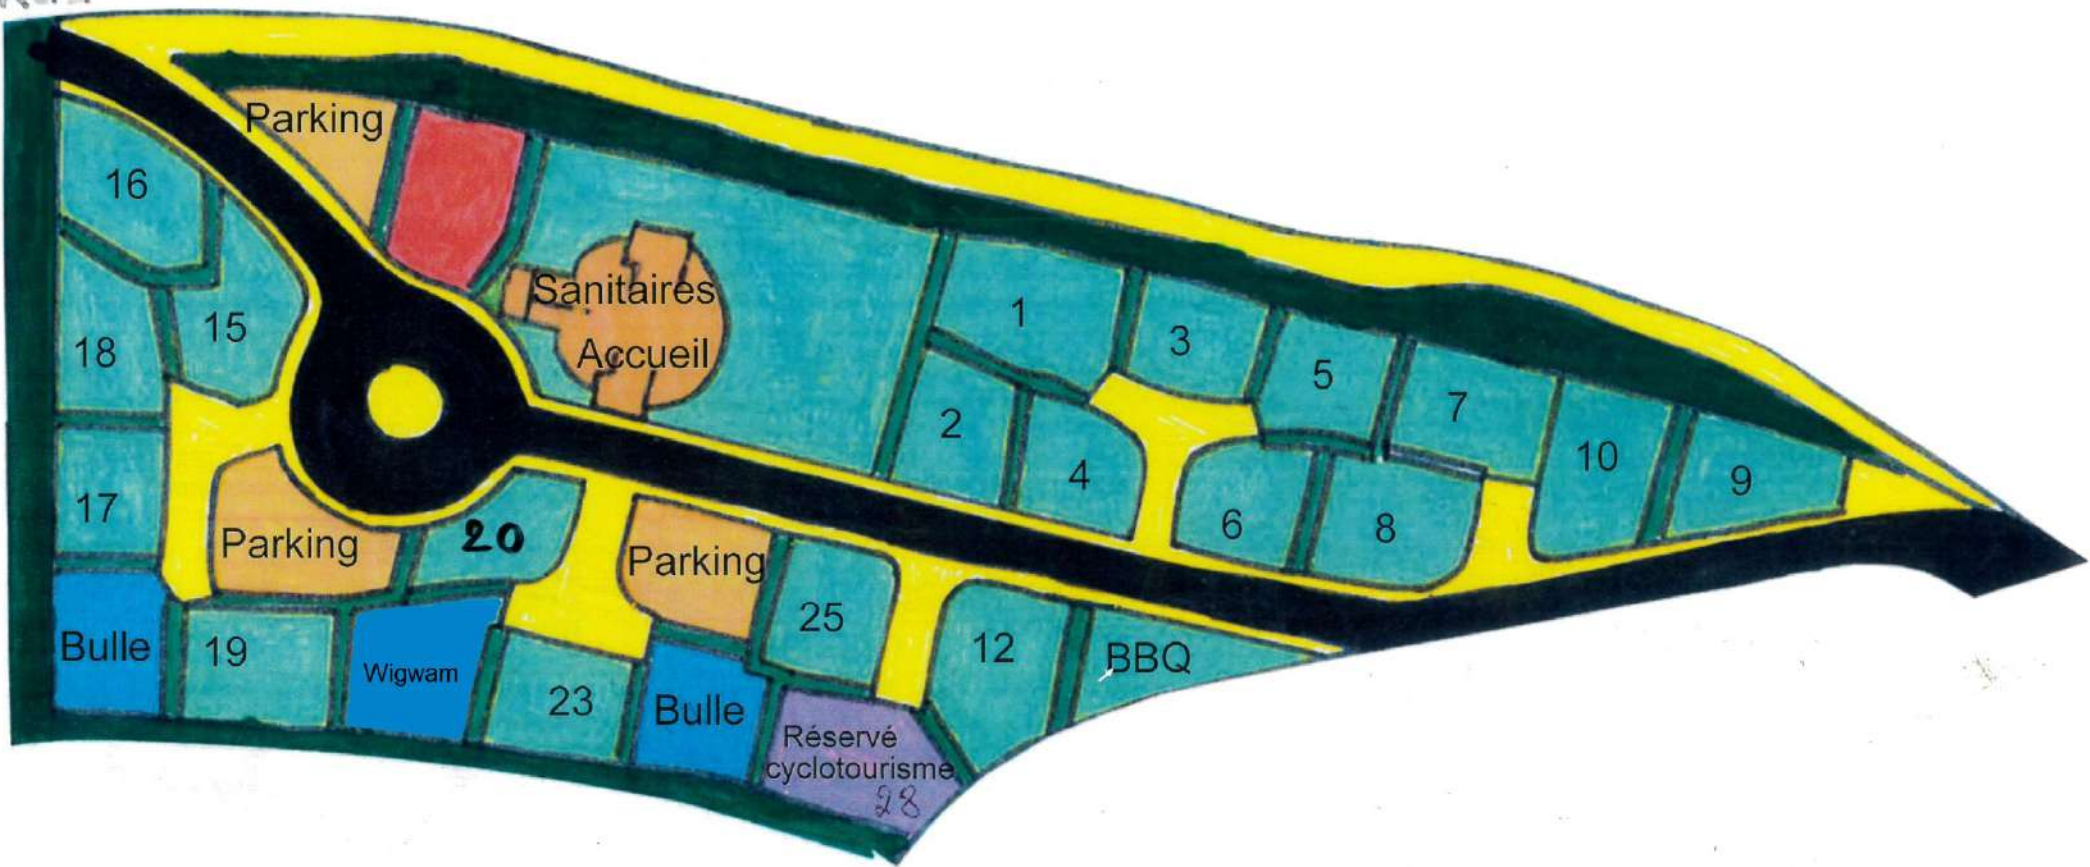 Parking
16
Sanitaires
Accueil
1
3
5
7
10
9
18
15
2
4
6
8
17
Parking
20
Parking
25
12
BBQ
Bulle
19
Wigwam
23
Bulle
Réservé
cyclotourisme
28